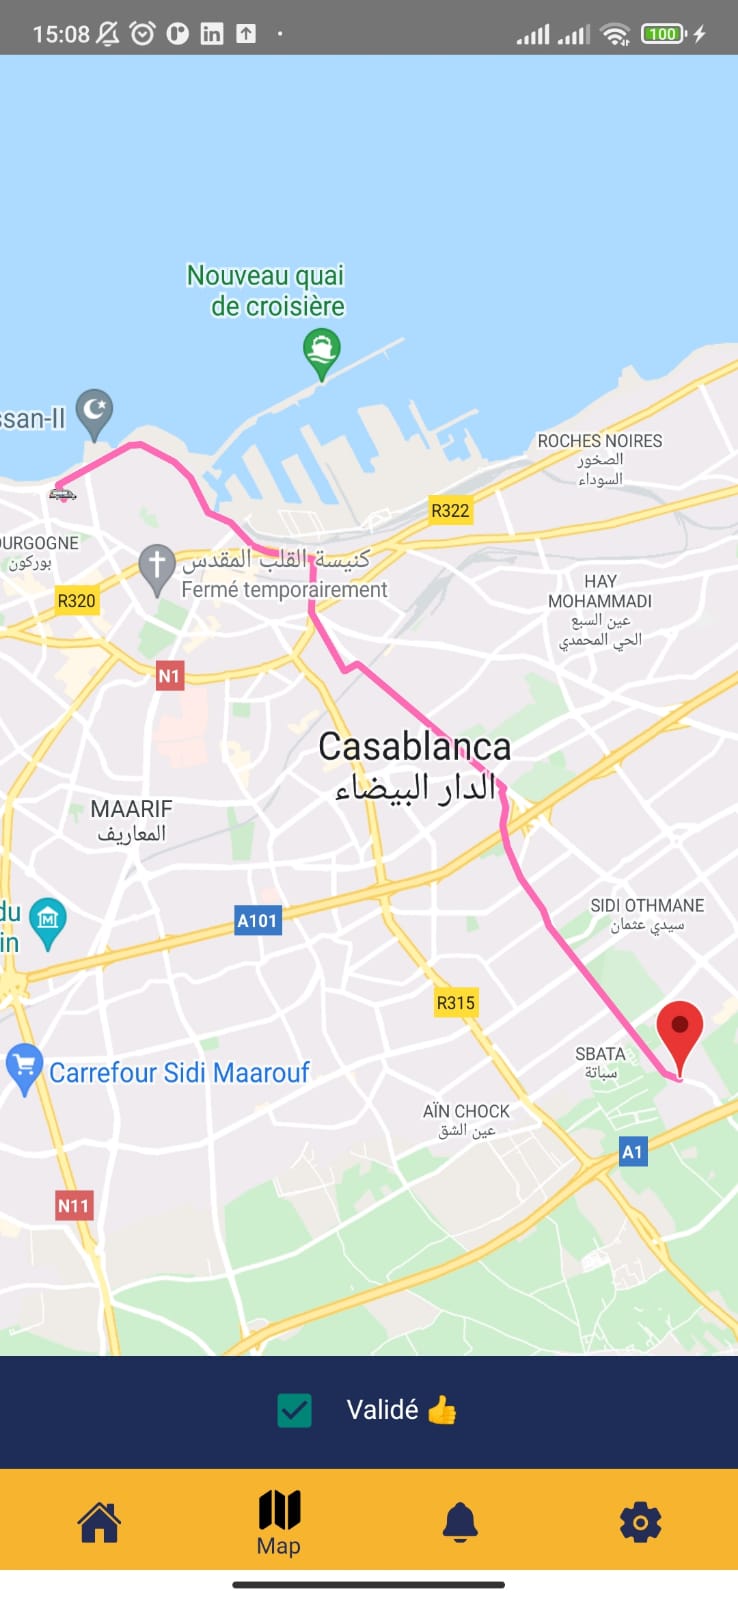 15:08
100
Nouveau quai
de croisière
ssan-II
ROCHES NOIRES
الصخور
السوداء
R322
OURGOGNE
بوركون
كنيسة القلب المقدس
Fermé temporairement
R320
HAY
MOHAMMADI
عين السبع
الحي المحمدي
N1
Casablanca
الدار البيضاء
MAARIF
المعاريف
du
in
A101
SIDI OTHMANE
سيدي عثمان
R315
SBATA
سباتة
Carrefour Sidi Maarouf
AÏN CHOCK
عين الشق
A1
N11
Validé 👍
Map